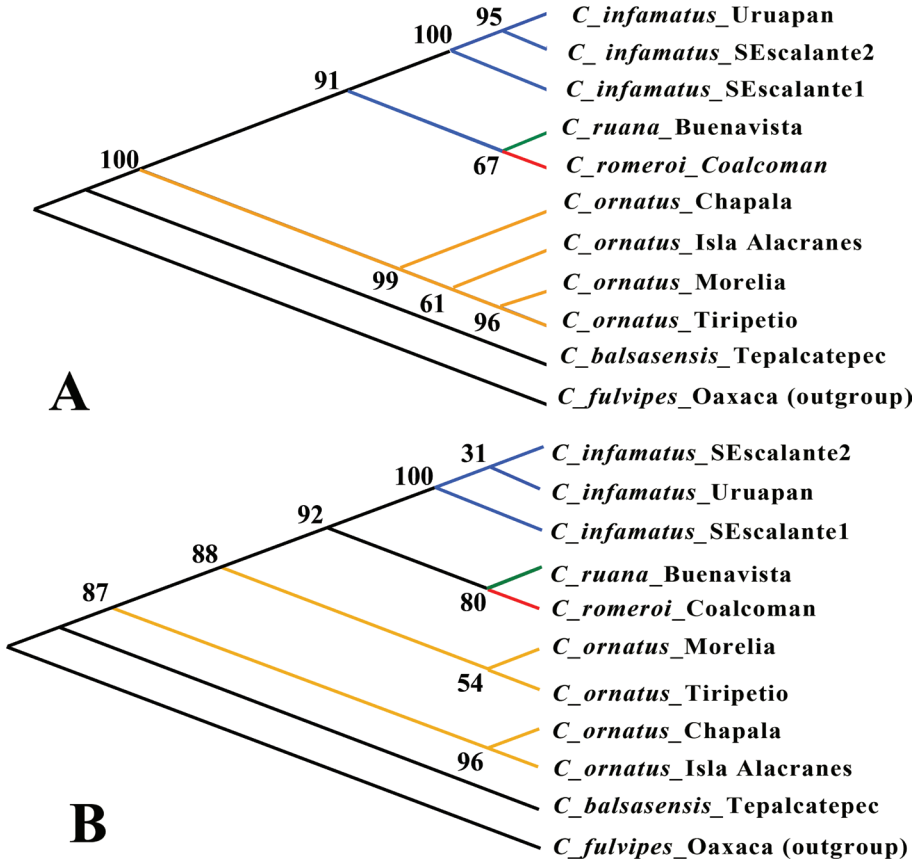 95 C_infamatus_Uruapan
100 C_ infamatus_SEscalante2
91 C_infamatus_SEscalante1
C_ruana_Buenavista
100 67 C_romeroi_Coalcoman
C_ornatus_Chapala
C_ornatus_Isla Alacranes
99 C_ornatus_Morelia
61 96 C_ornatus_Tiripetio
C_balsasensis_Tepalcatepec
A C_fulvipes_Oaxaca (outgroup)
31 C_infamatus_SEscalante2
100 C_infamatus_Uruapan
92 C_infamatus_SEscalante1
88 C_ruana_Buenavista
87 80 C_romeroi_Coalcoman
C_ornatus_Morelia
54 C_ornatus_Tiripetio
C_ornatus_Chapala
96 C_ornatus_Isla Alacranes
C_balsasensis_Tepalcatepec
B C_fulvipes_Oaxaca (outgroup)